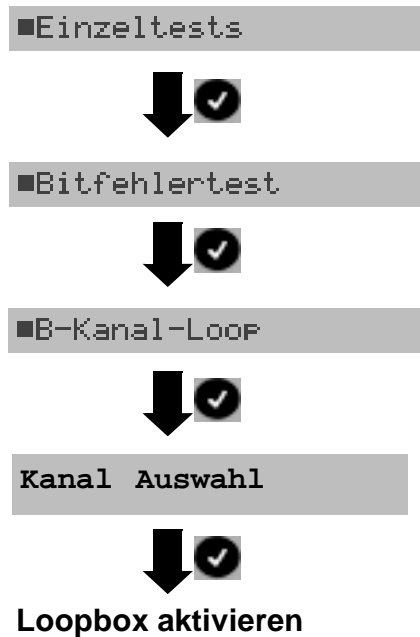 ■Einzeltests
■Bitfehlertest
■B-Kanal-Loop
Kanal Auswahl
Loopbox aktivieren